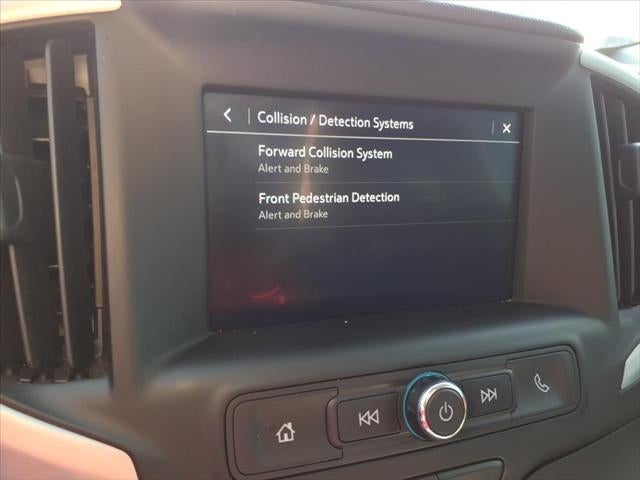 Collision / Detection Systems
Forward Collision System
Alert and Brake
Front Pedestrian Detection
Alert and Brake